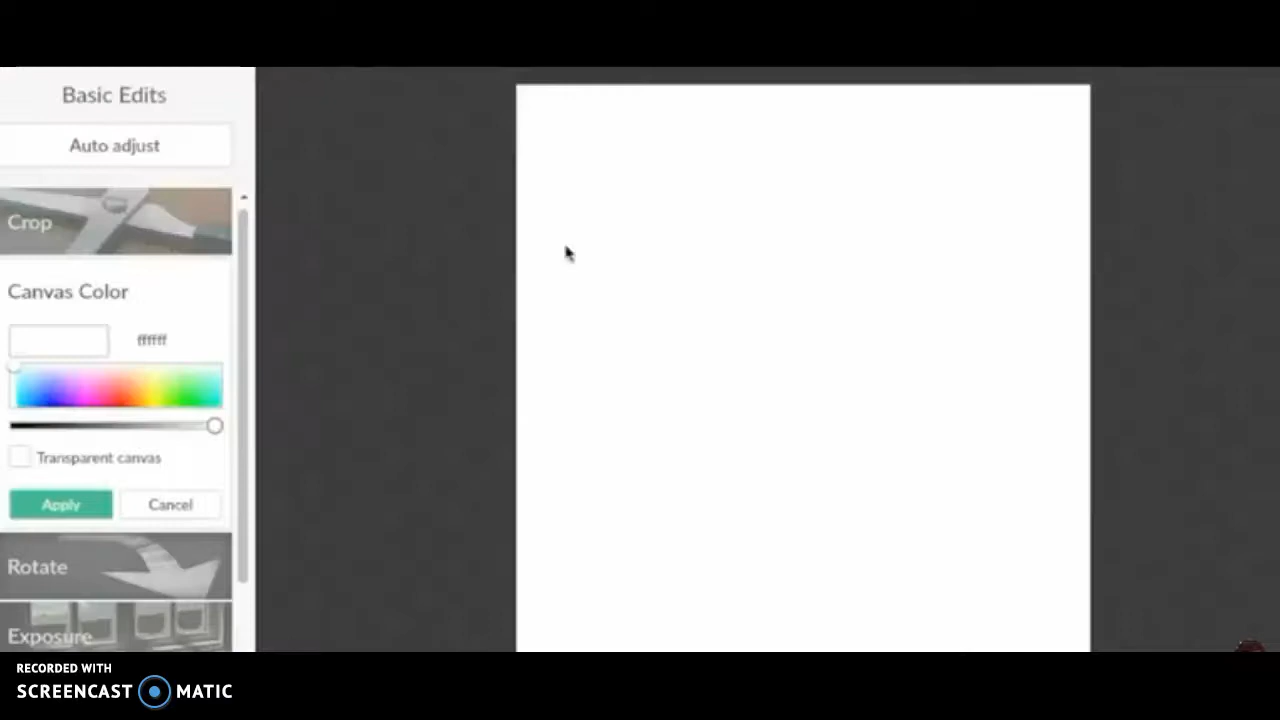 Basic Edits
Auto adjust
Crop
Canvas Color
ffffff
Transparent canvas
Apply Cancel
Rotate
Exposure
RECORDED WITH
SCREENCAST MATIC